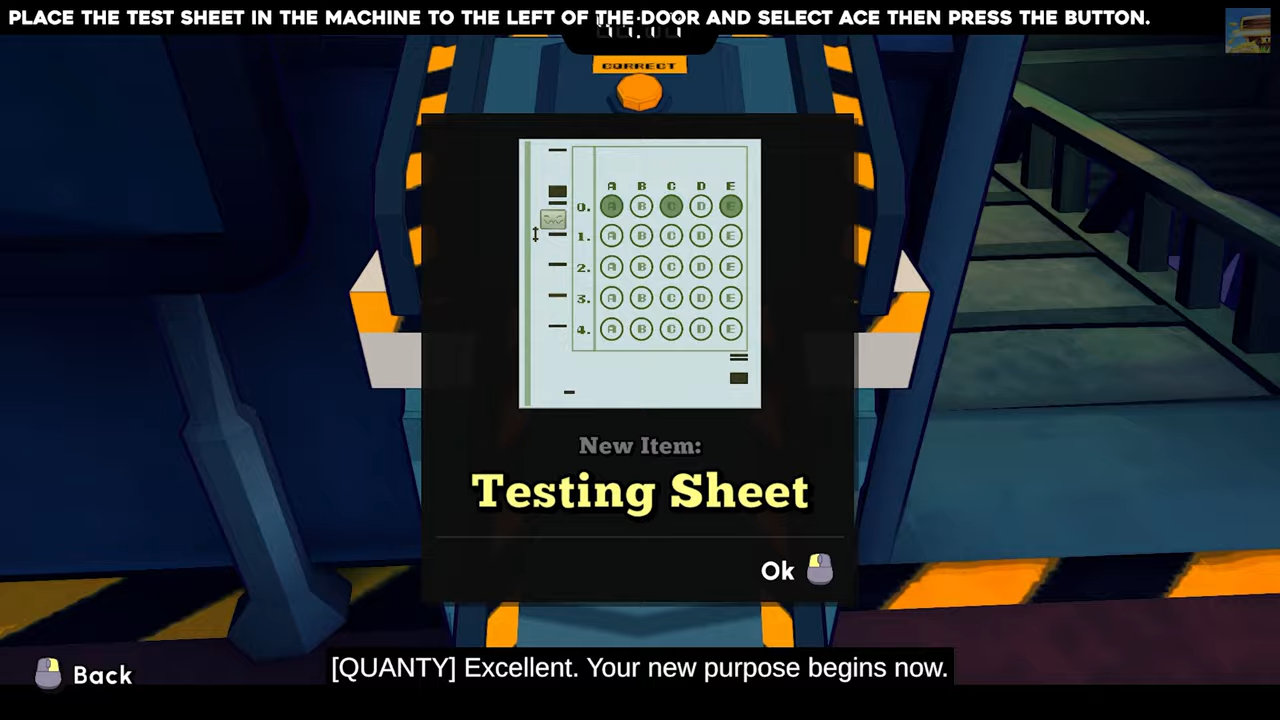 PLACE THE TEST SHEET IN THE MACHINE TO THE LEFT OF THE DOOR AND SELECT ACE THEN PRESS THE BUTTON.
CORRECT
A B C D E
0. A B C D E
1. A B C D E
2. A B C D E
3. A B C D E
4. A B C D E
New Item:
Testing Sheet
Ok
[QUANTY] Excellent. Your new purpose begins now.
Back